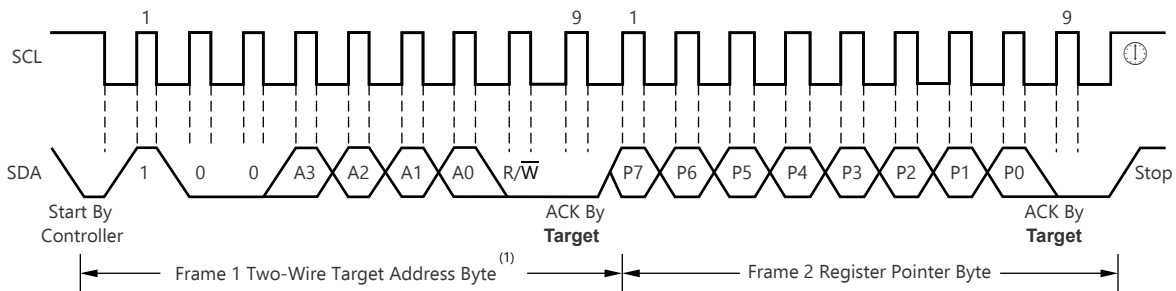 1 9 1 9
SCL
SDA 1 0 0 A3 A2 A1 A0 R/W̅ P7 P6 P5 P4 P3 P2 P1 P0 Stop
Start By ACK By ACK By
Controller Target Target
Frame 1 Two-Wire Target Address Byte (1) Frame 2 Register Pointer Byte